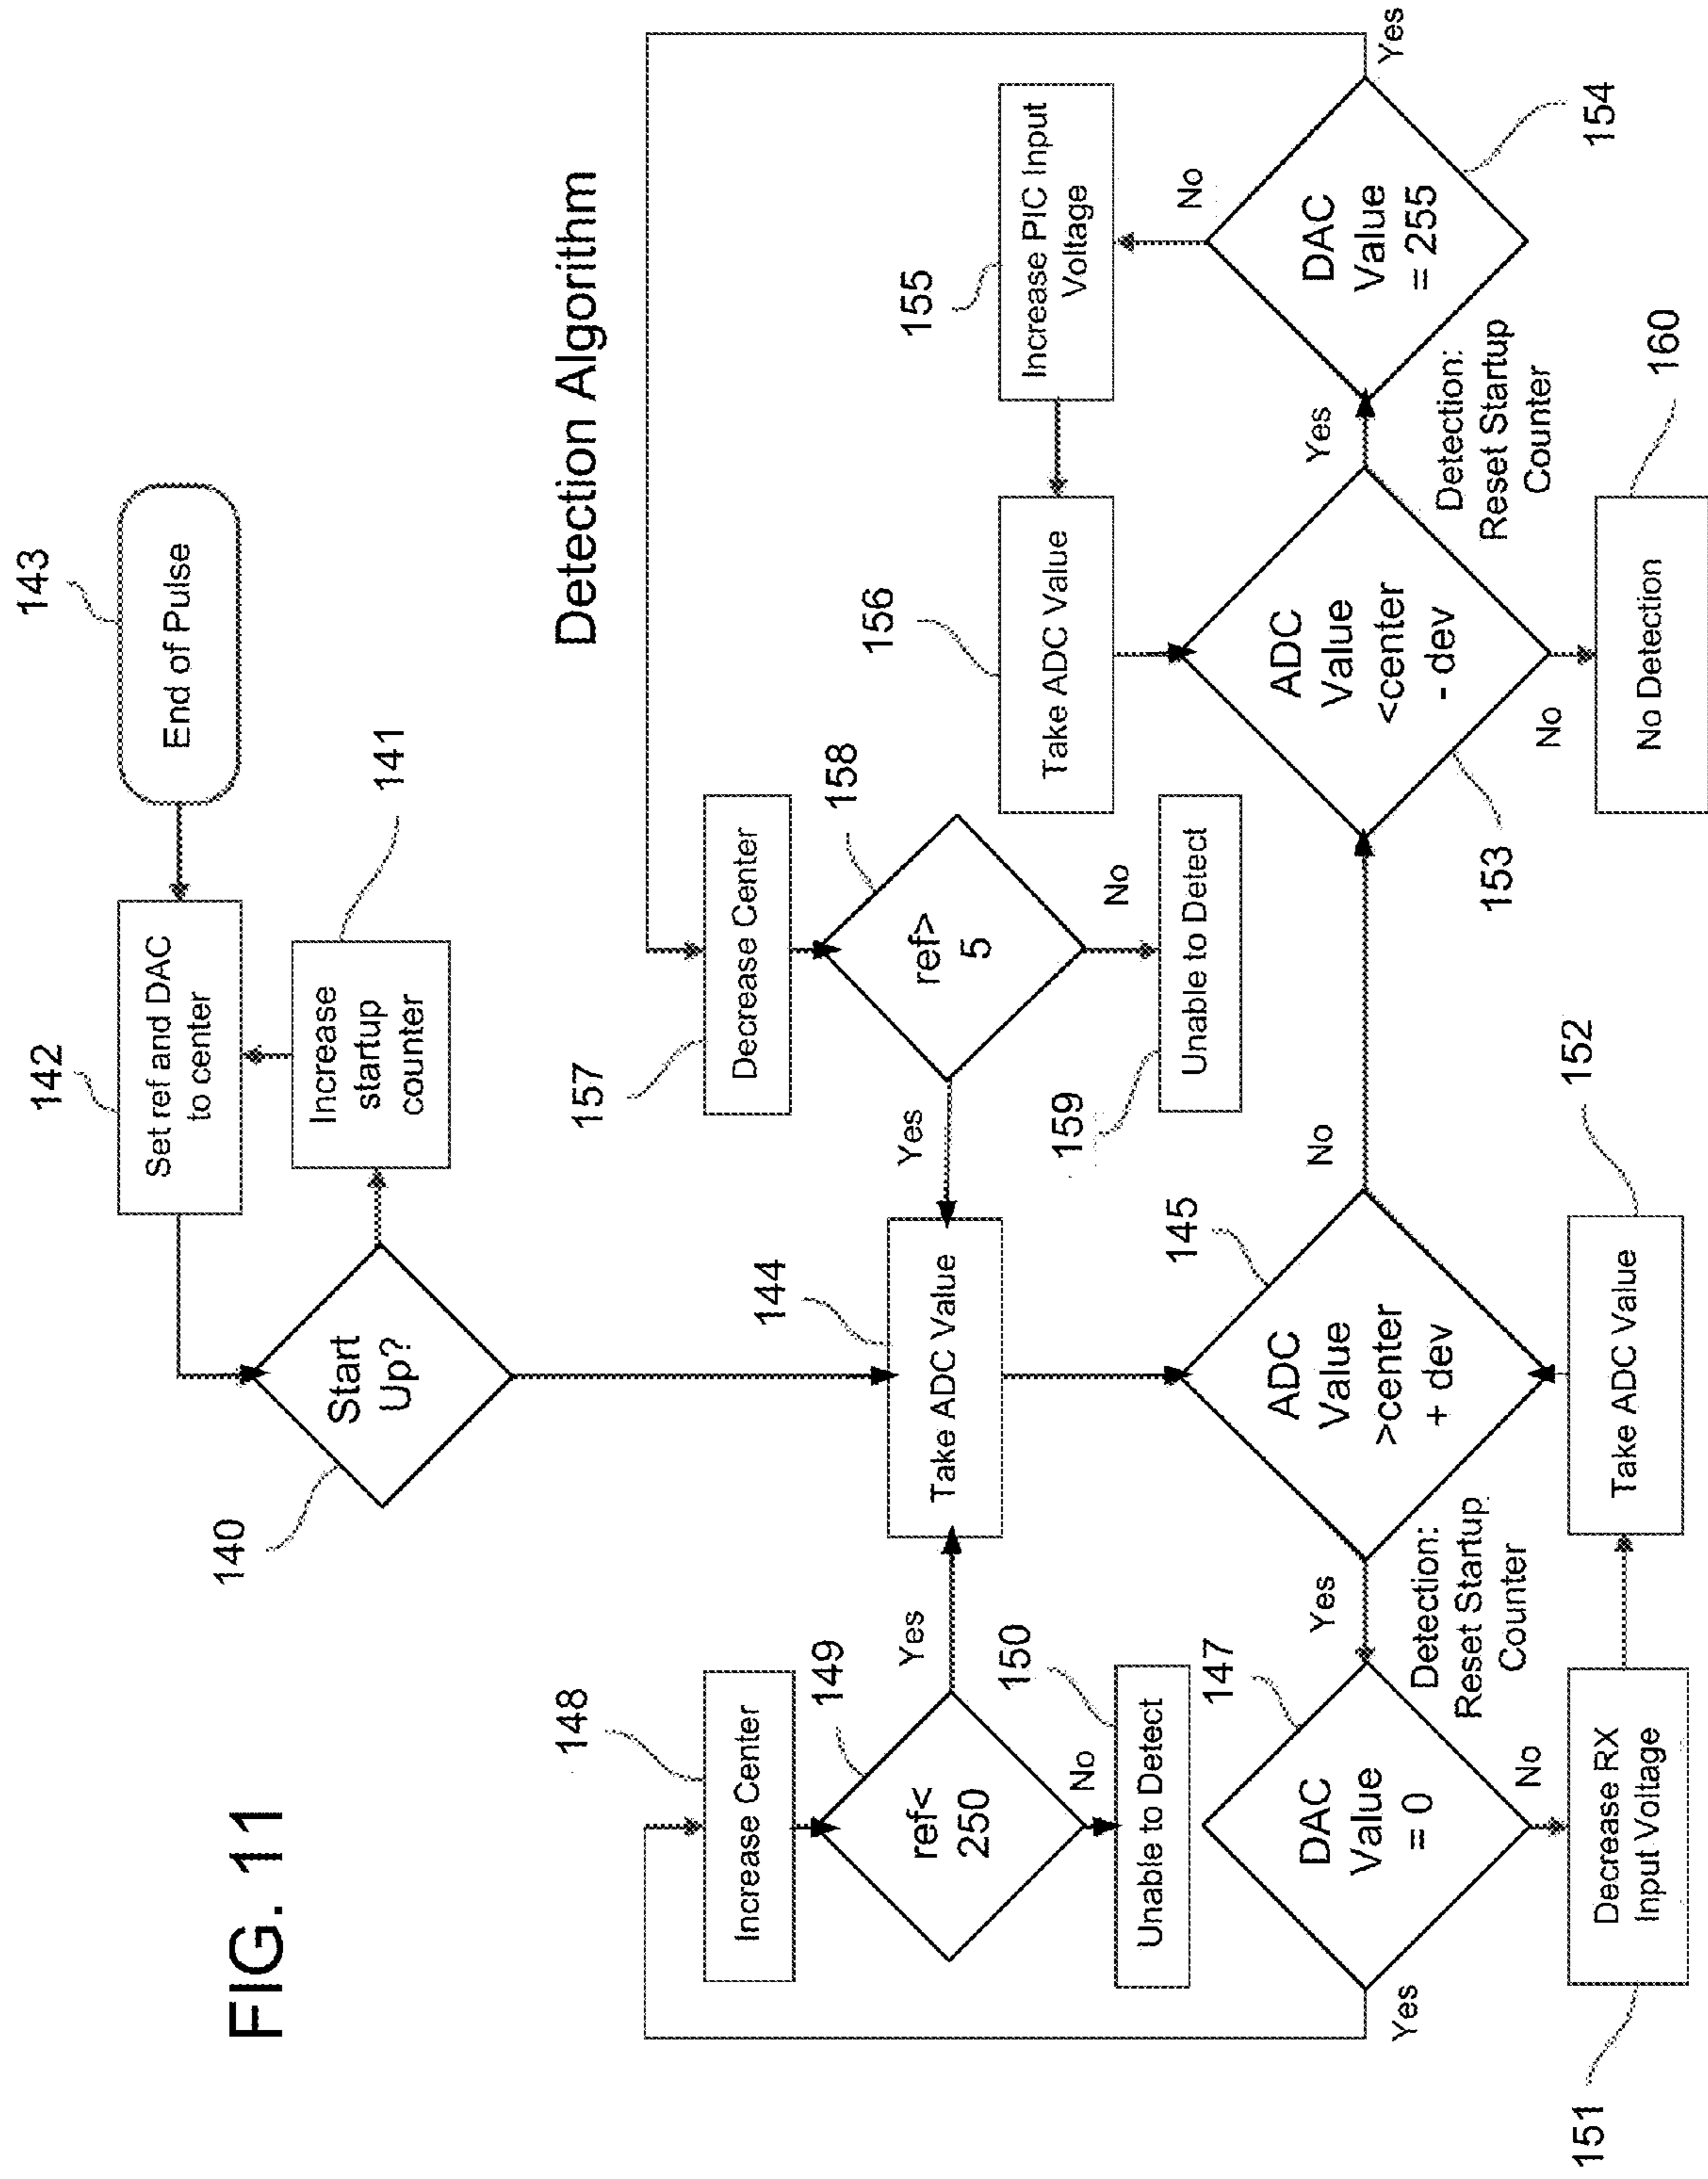 FIG. 11
143
End of Pulse
142
Set ref and DAC
to center
141
Increase
startup
counter
140
Start
Up?
Detection Algorithm
148
Increase Center
149
ref<
250
Yes
No
150
Unable to Detect
144
Take ADC Value
157
Decrease Center
158
ref>
5
Yes
No
159
Unable to Detect
156
Take ADC Value
155
Increase PIC Input
Voltage
No
147
DAC
Value
= 0
Yes
No
Yes
Detection:
Reset Startup
Counter
145
ADC
Value
>center
+ dev
No
153
ADC
Value
<center
- dev
No
Yes
Detection:
Reset Startup
Counter
154
DAC
Value
= 255
Yes
151
Decrease RX
Input Voltage
152
Take ADC Value
160
No Detection